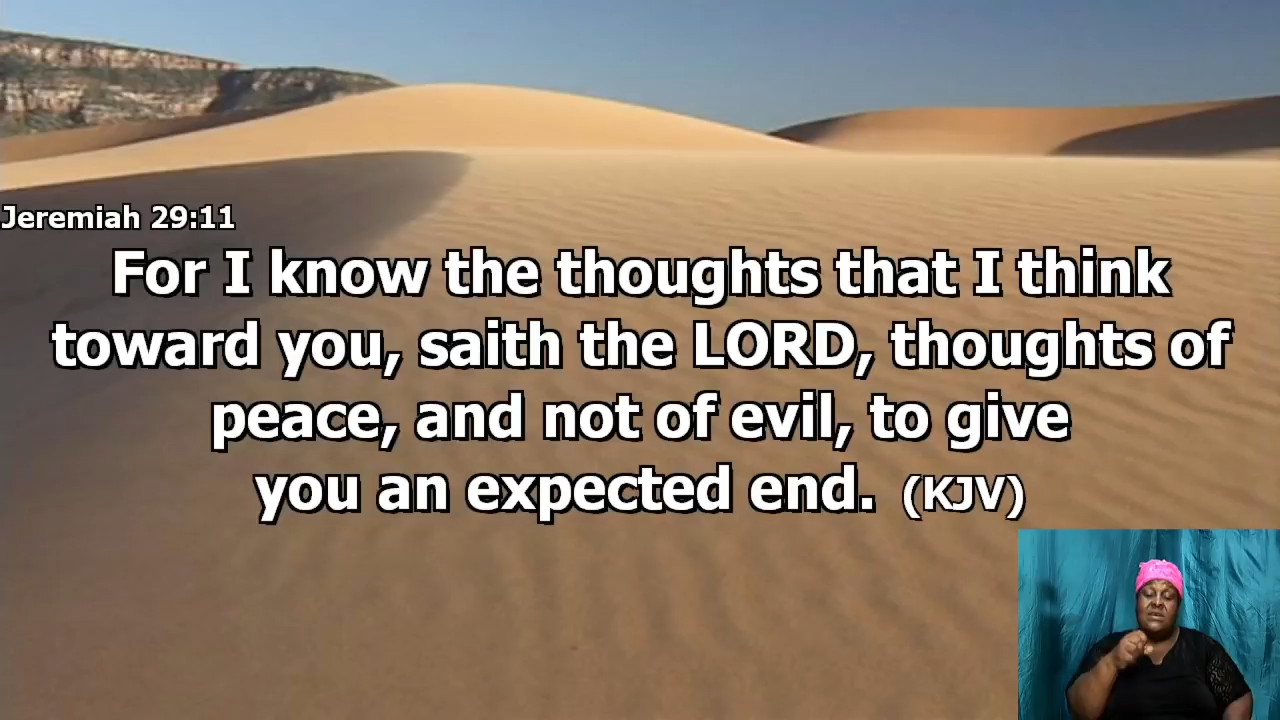 Jeremiah 29:11
For I know the thoughts that I think
toward you, saith the LORD, thoughts of
peace, and not of evil, to give
you an expected end. (KJV)